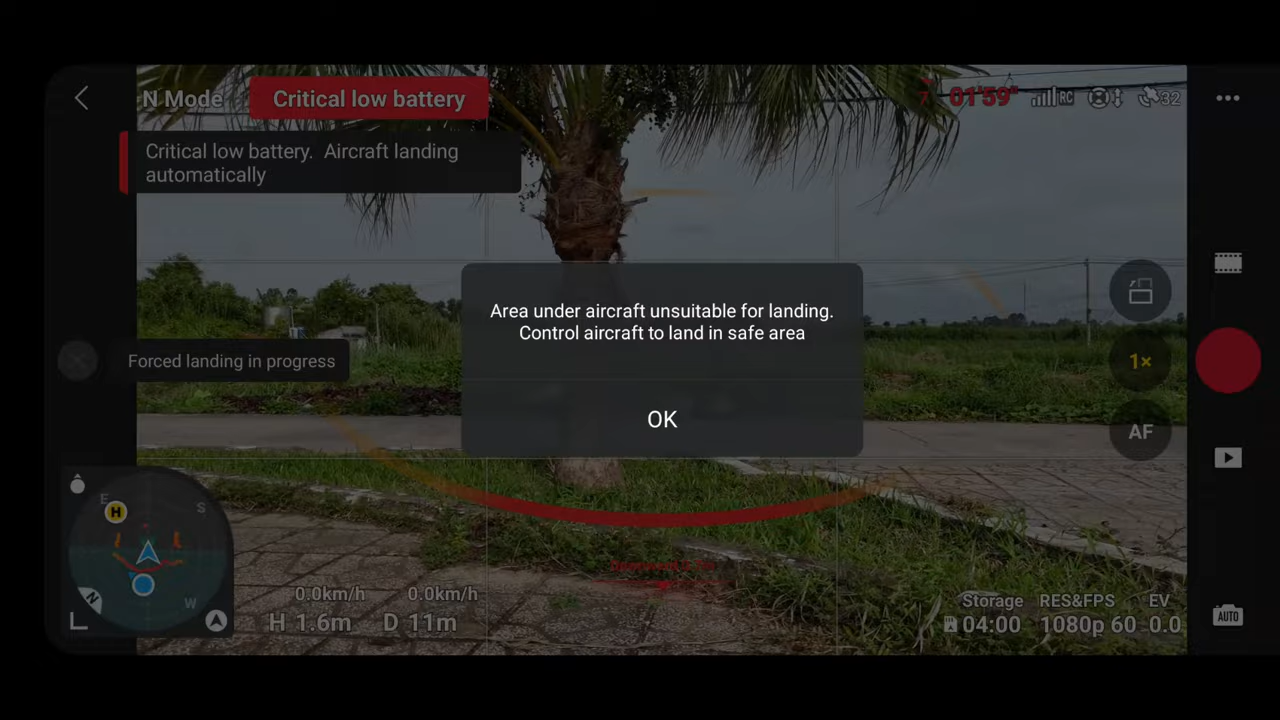 N Mode
Critical low battery
01'59"
RC
32
Critical low battery. Aircraft landing
automatically
Area under aircraft unsuitable for landing.
Control aircraft to land in safe area
OK
Forced landing in progress
1×
AF
E
S
H
N
W
0.0km/h
0.0km/h
H 1.6m
D 11m
Storage
RES&FPS
EV
04:00
1080p 60
0.0
AUTO